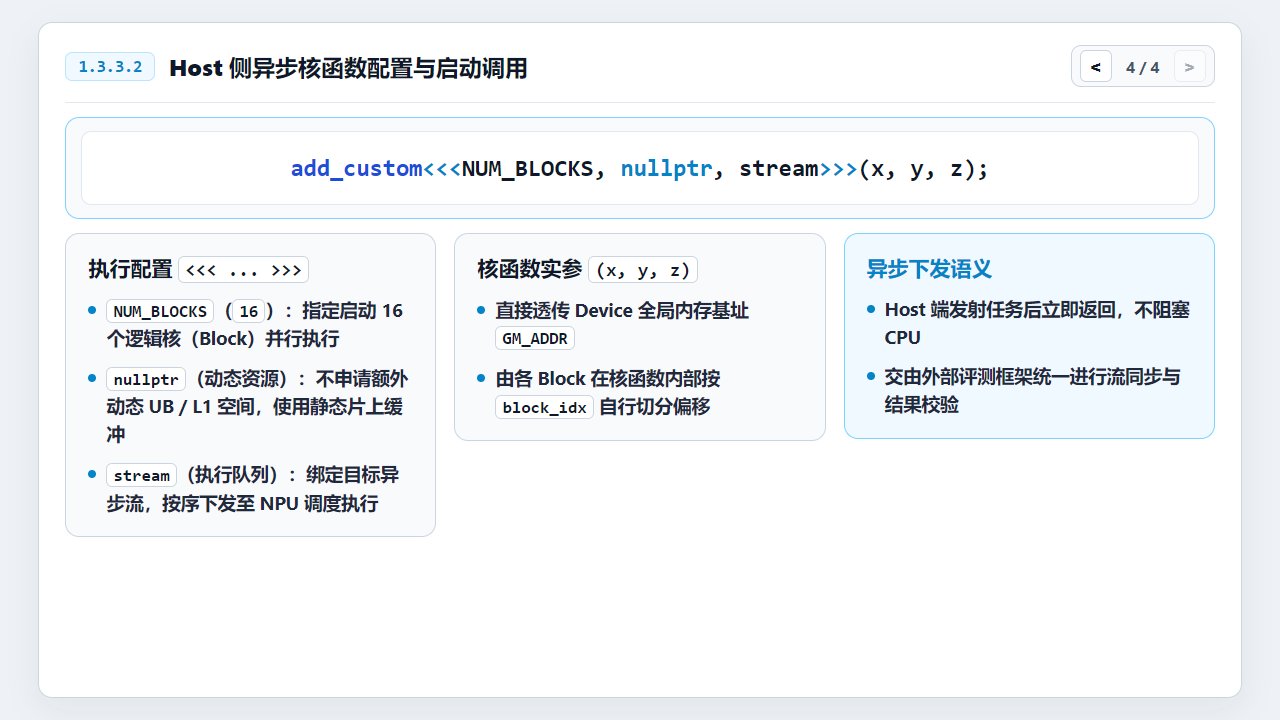 1.3.3.2 Host 侧异步核函数配置与启动调用
< 4 / 4 >
add_custom<<<NUM_BLOCKS, nullptr, stream>>>(x, y, z);
执行配置 <<< ... >>>
NUM_BLOCKS（16）：指定启动 16
个逻辑核（Block）并行执行
nullptr（动态资源）：不申请额外
动态 UB / L1 空间，使用静态片上缓
冲
stream（执行队列）：绑定目标异
步流，按序下发至 NPU 调度执行
核函数实参 (x, y, z)
直接透传 Device 全局内存基址
GM_ADDR
由各 Block 在核函数内部按
block_idx 自行切分偏移
异步下发语义
Host 端发射任务后立即返回，不阻塞
CPU
交由外部评测框架统一进行流同步与
结果校验